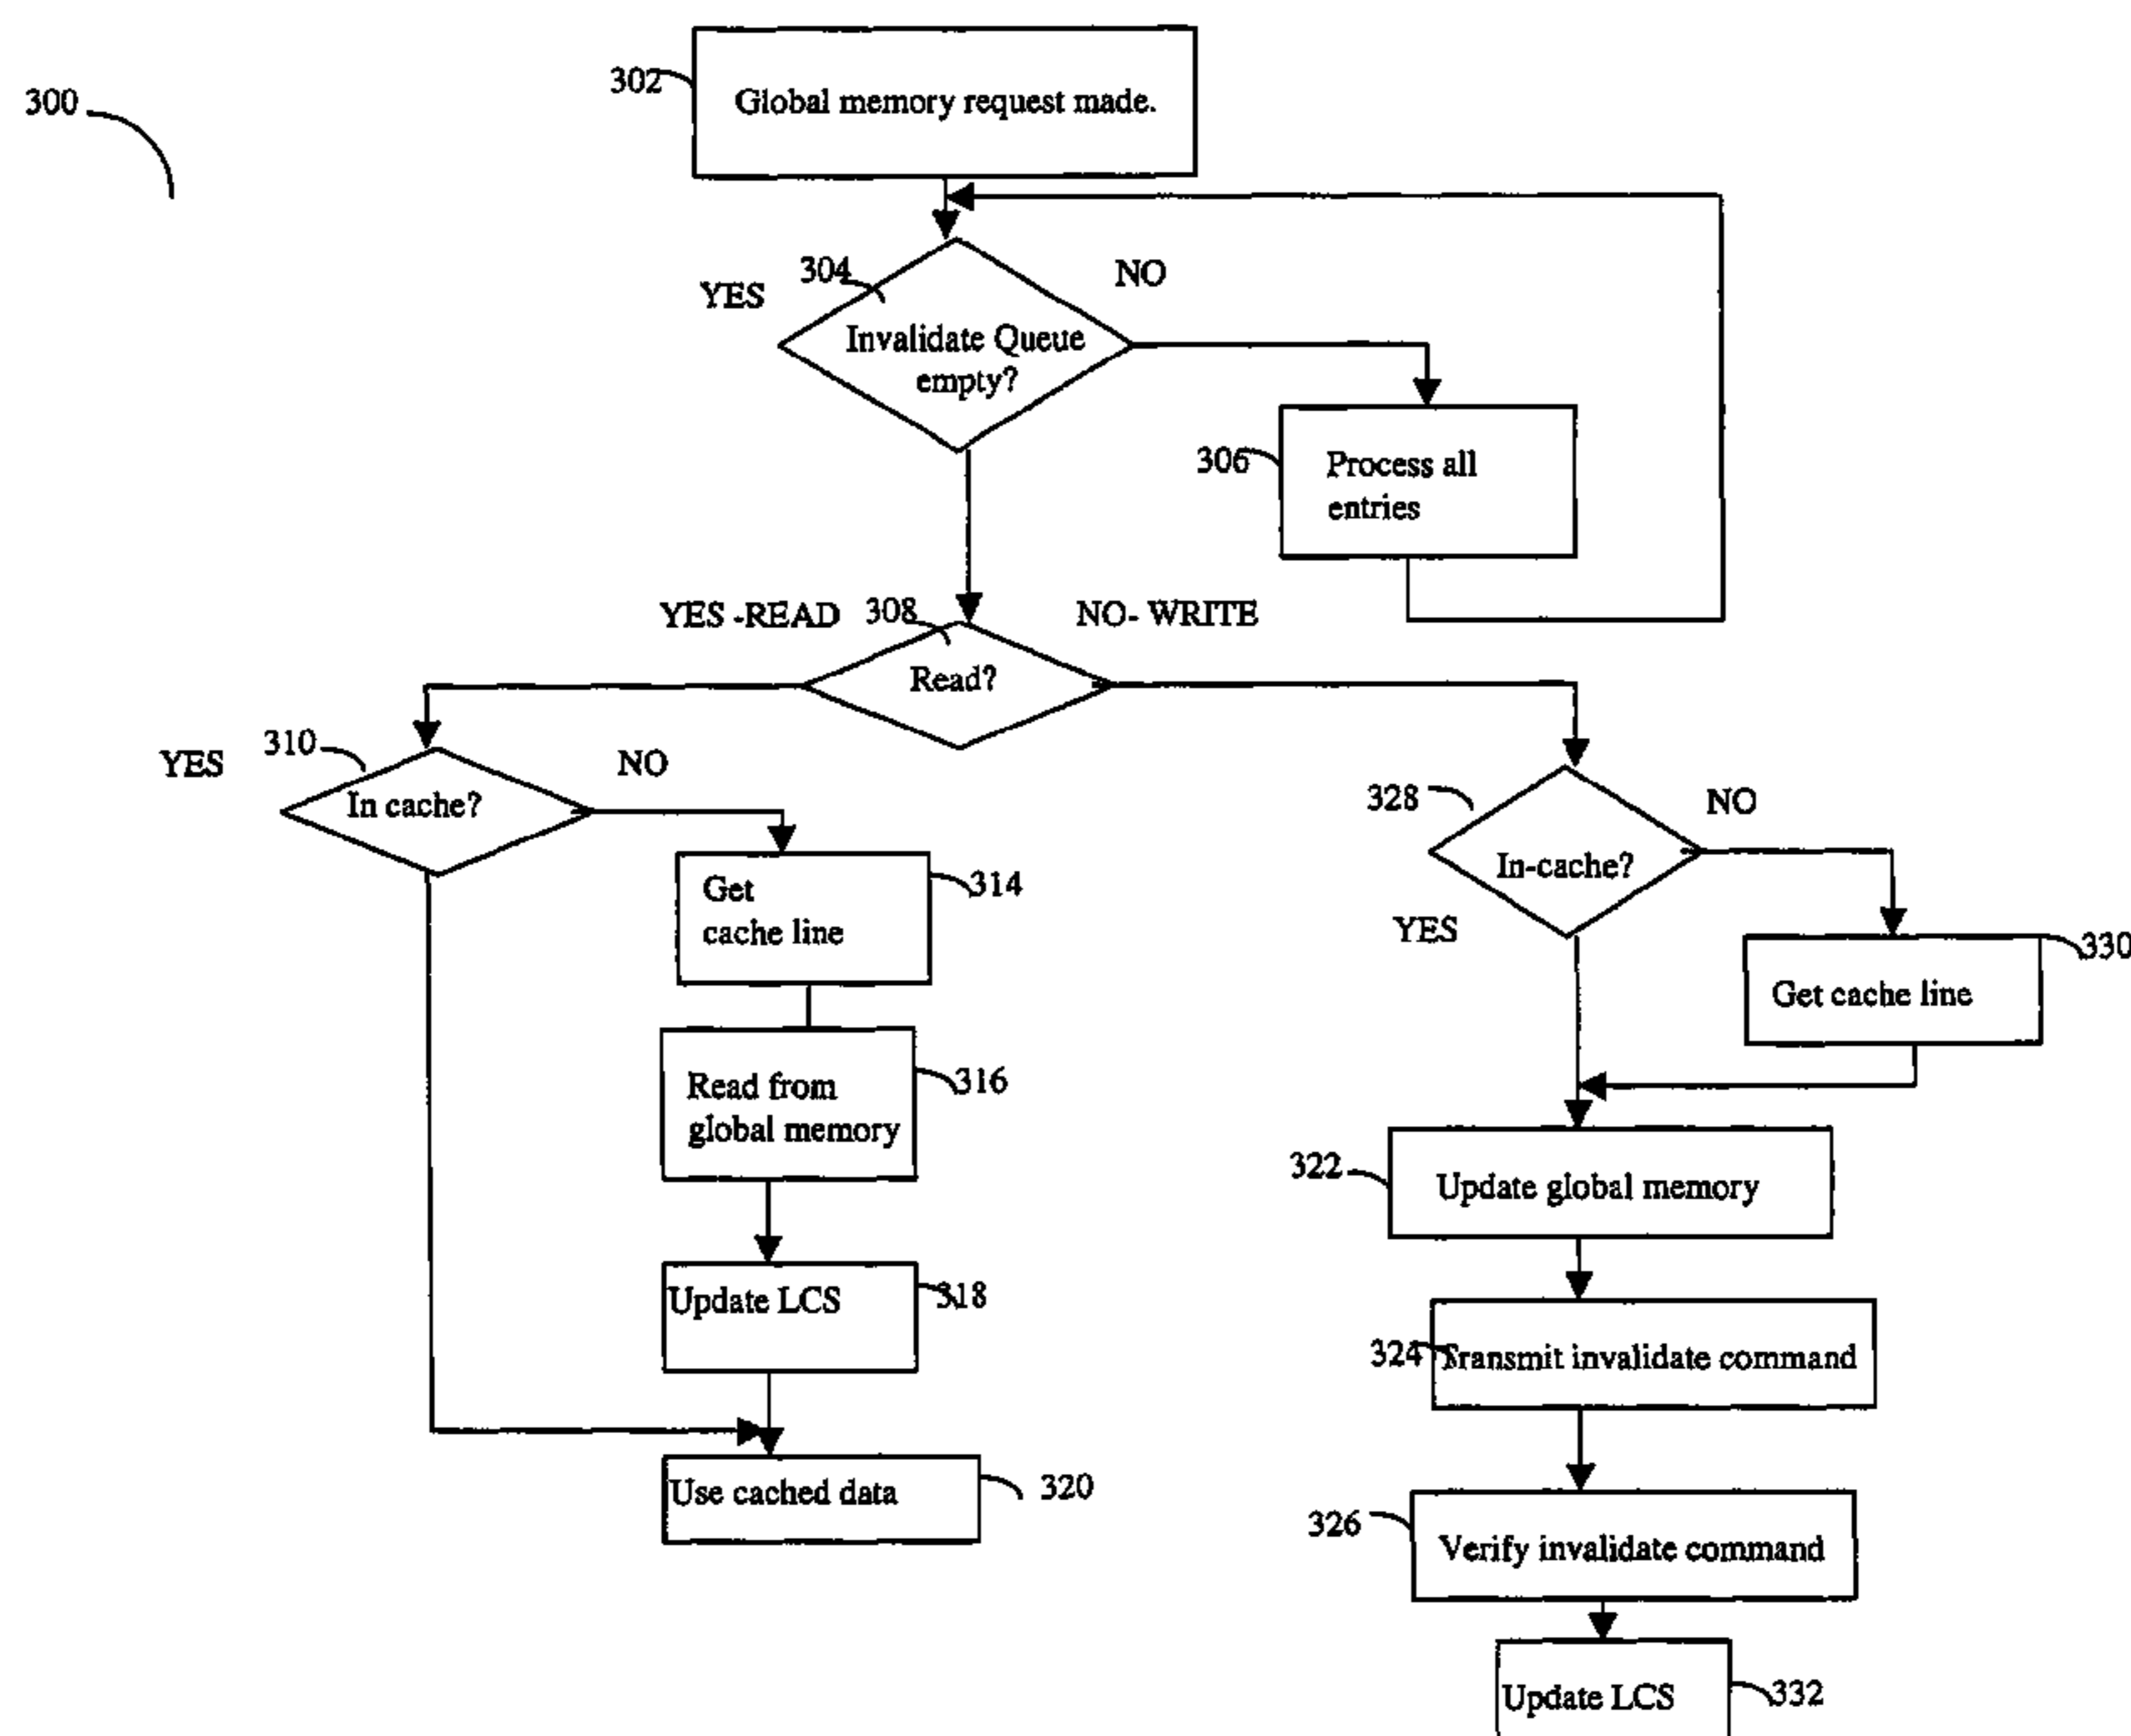 302
Global memory request made.
300
304
YES
NO
Invalidate Queue
empty?
306
Process all
entries
YES -READ
308
NO- WRITE
Read?
310
YES
NO
In cache?
328
NO
In-cache?
314
Get
cache line
YES
330
Get cache line
316
Read from
global memory
322
Update global memory
318
Update LCS
324
Transmit invalidate command
320
Use cached data
326
Verify invalidate command
332
Update LCS